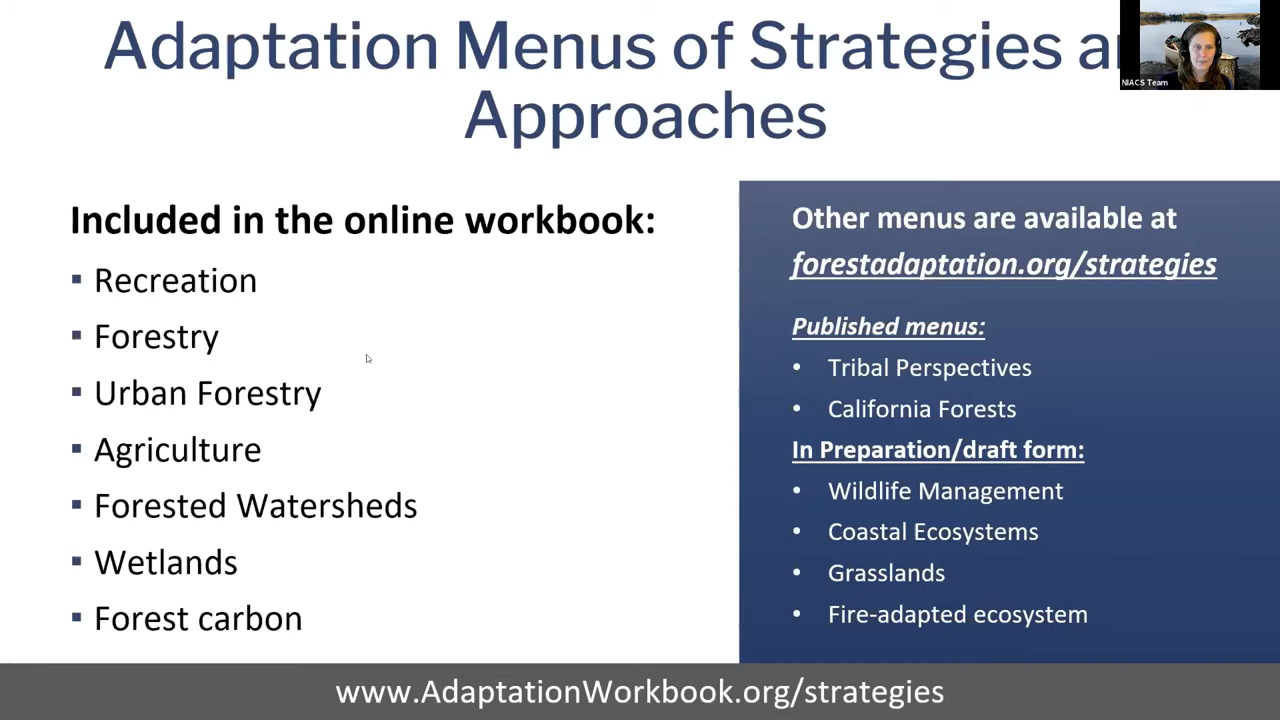 Adaptation Menus of Strategies
Approaches
NIACS Team
Included in the online workbook:
Recreation
Forestry
Urban Forestry
Agriculture
Forested Watersheds
Wetlands
Forest carbon
Other menus are available at
forestadaptation.org/strategies
Published menus:
Tribal Perspectives
California Forests
In Preparation/draft form:
Wildlife Management
Coastal Ecosystems
Grasslands
Fire-adapted ecosystem
www.AdaptationWorkbook.org/strategies